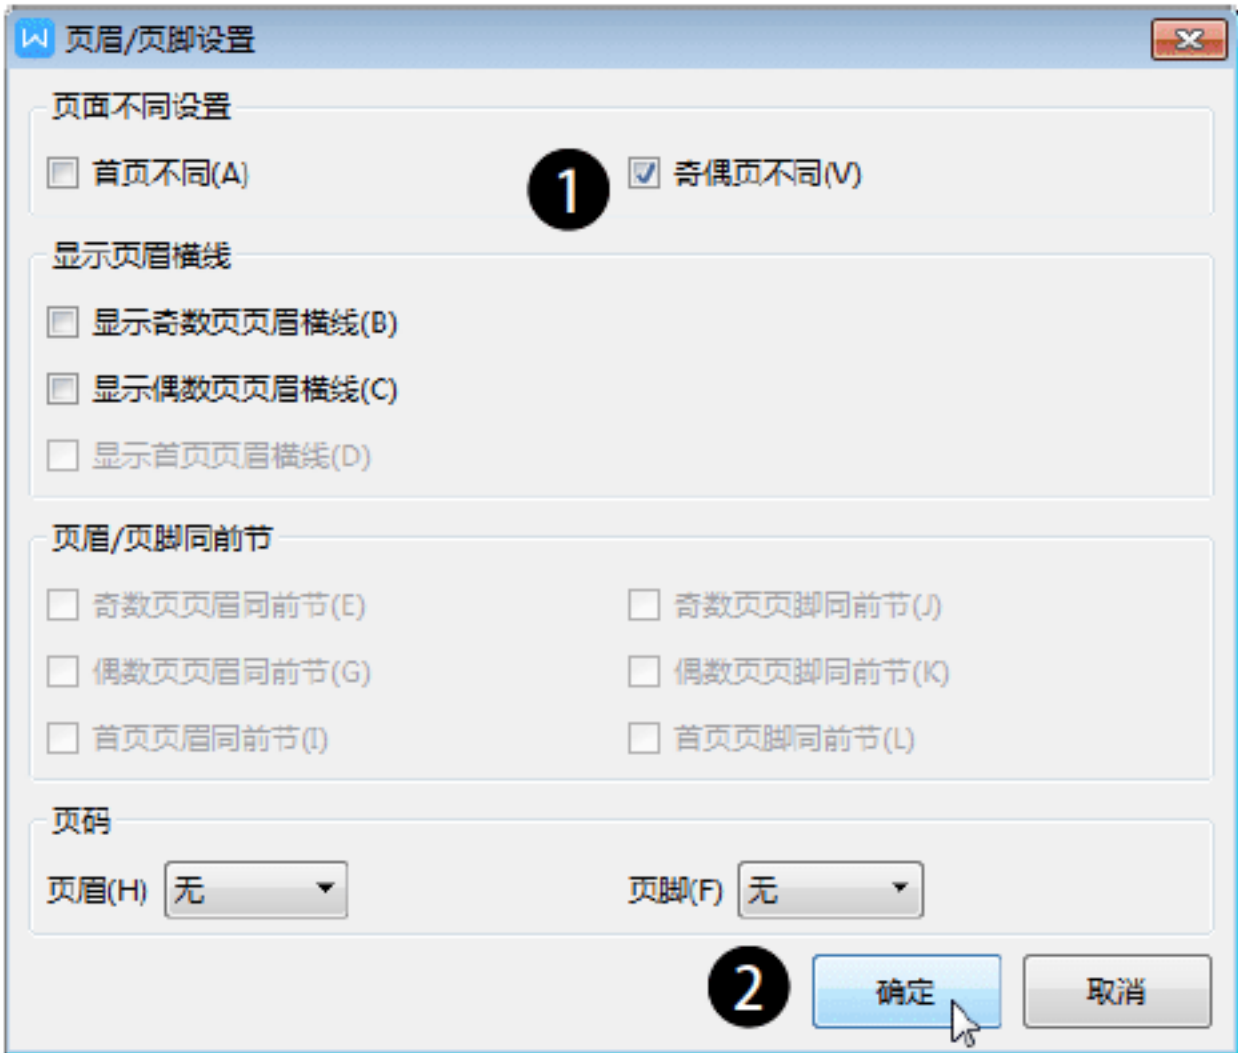 页眉/页脚设置
页面不同设置
首页不同(A)
1
奇偶页不同(V)
显示页眉横线
显示奇数页页眉横线(B)
显示偶数页页眉横线(C)
显示首页页眉横线(D)
页眉/页脚同前节
奇数页页眉同前节(E)
奇数页页脚同前节(J)
偶数页页眉同前节(G)
偶数页页脚同前节(K)
首页页眉同前节(I)
首页页脚同前节(L)
页码
页眉(H) 无
页脚(F) 无
2
确定
取消